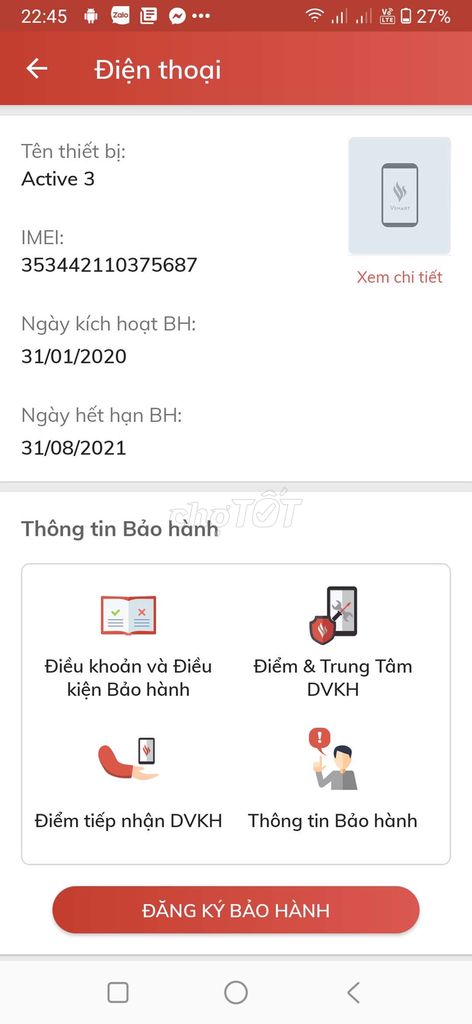 22:45
Zalo
Vo
LTE
27%
Điện thoại
Tên thiết bị:
Active 3
VSMART
IMEI:
353442110375687
Xem chi tiết
Ngày kích hoạt BH:
31/01/2020
Ngày hết hạn BH:
31/08/2021
chợTỐT
Thông tin Bảo hành
Điều khoản và Điều
kiện Bảo hành
Điểm & Trung Tâm
DVKH
Điểm tiếp nhận DVKH
Thông tin Bảo hành
ĐĂNG KÝ BẢO HÀNH